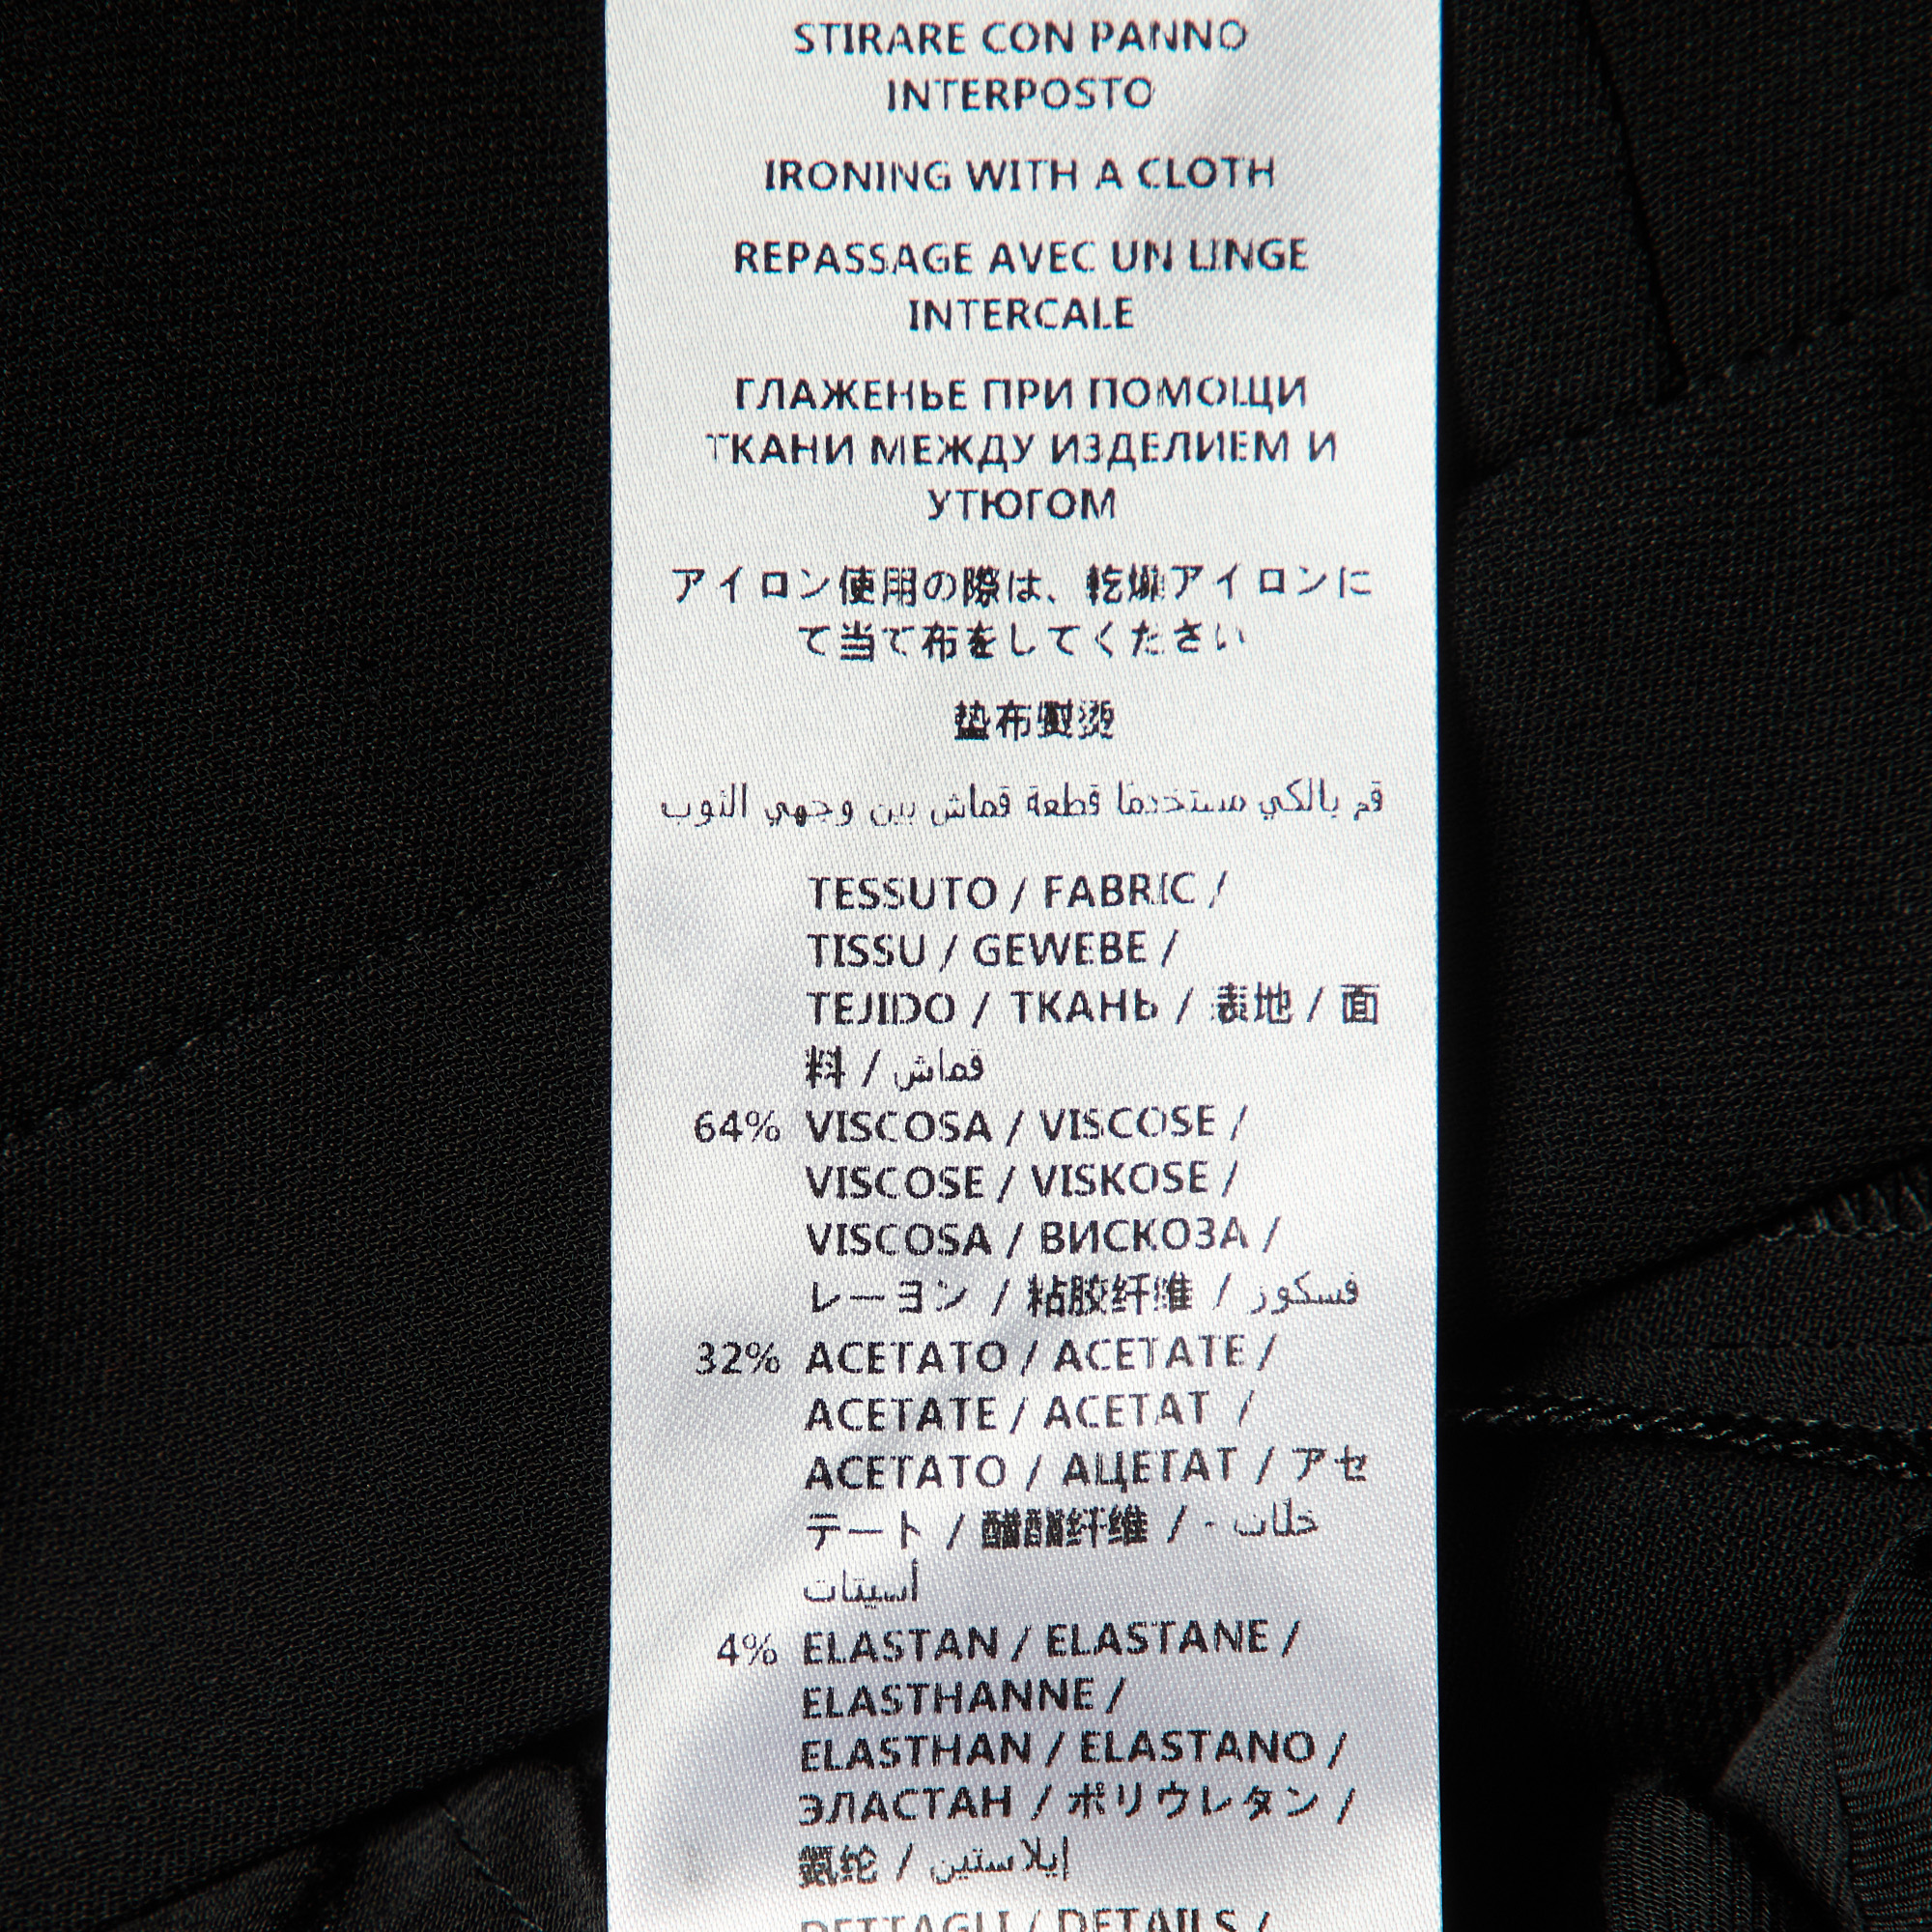 STIRARE CON PANNO
INTERPOSTO
IRONING WITH A CLOTH
REPASSAGE AVEC UN LINGE
INTERCALE
ГЛАЖЕНЬЕ ПРИ ПОМОЩИ
ТКАНИ МЕЖДУ ИЗДЕЛИЕМ И
УТЮГОМ
アイロン使用の際は、乾燥アイロンに
て当て布をしてください
垫布熨烫
قم بالكي مستخدمًا قطعة قماش بين وجهي الثوب
TESSUTO / FABRIC /
TISSU / GEWEBE /
TEJIDO / ТКАНЬ / 表地 / 面
料 / قماش
64% VISCOSA / VISCOSE /
VISCOSE / VISKOSE /
VISCOSA / ВИСКОЗА /
レーヨン / 粘胶纤维 / فسكوز
32% ACETATO / ACETATE /
ACETATE / ACETAT /
ACETATO / АЦЕТАТ / アセ
テート / 醋酯纤维 / خلات -
أسيتات
4% ELASTAN / ELASTANE /
ELASTHANNE /
ELASTHAN / ELASTANO /
ЭЛАСТАН / ポリウレタン /
氨纶 / إيلاستين
DETTAGLI / DETAILS /